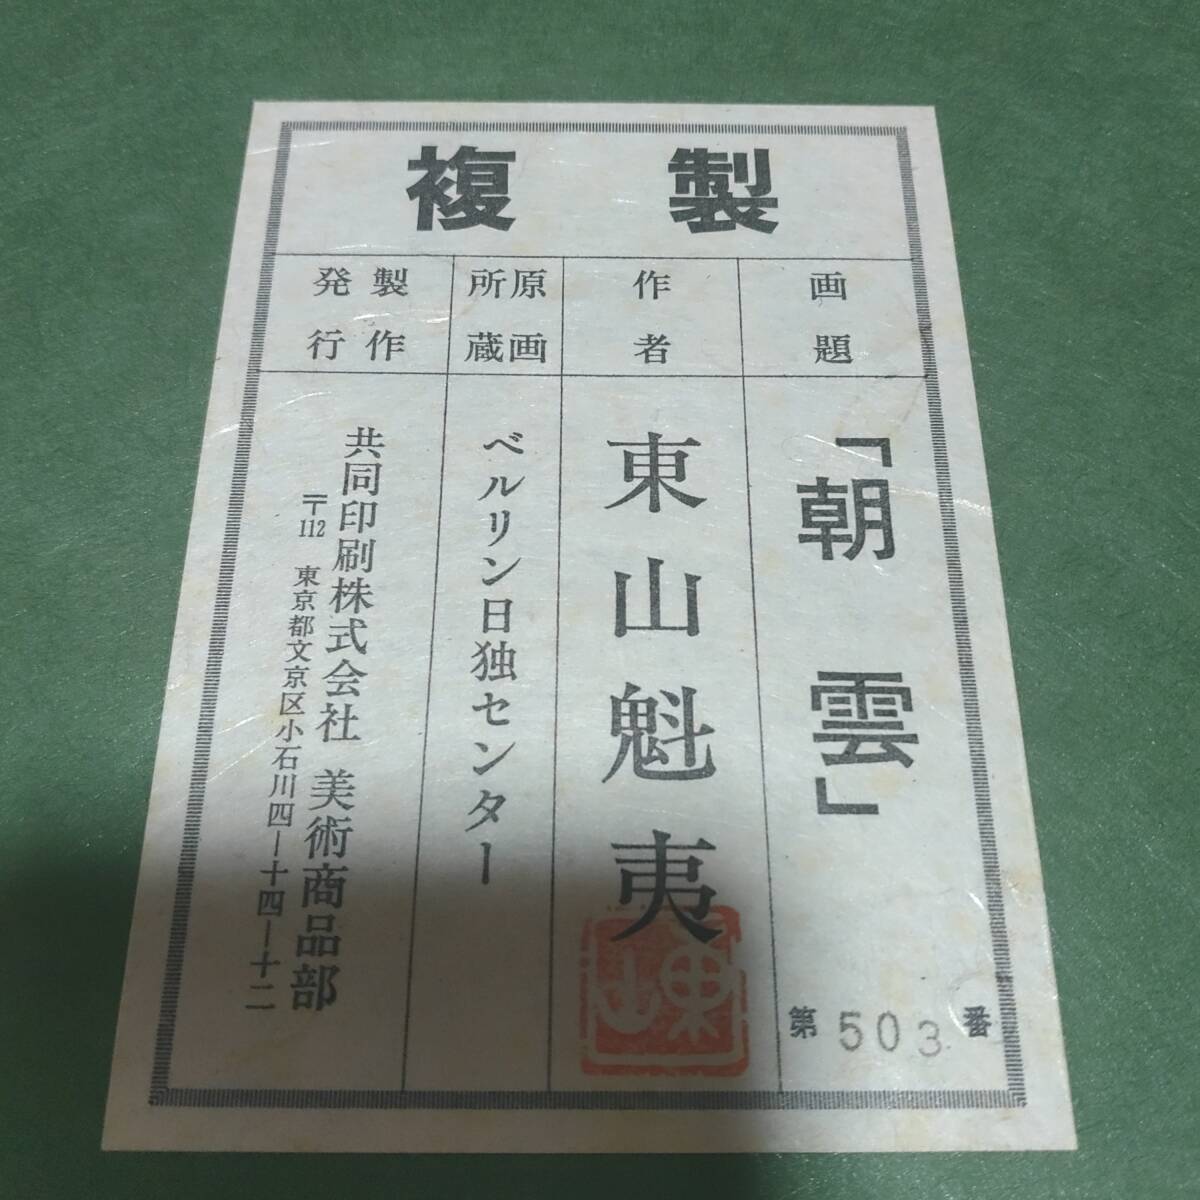 複製
画題
「朝雲」
第503番
作者
東山魁夷
東山
原画所蔵
ベルリン日独センター
製作発行
共同印刷株式会社 美術商品部
〒112 東京都文京区小石川四ー十四ー十二